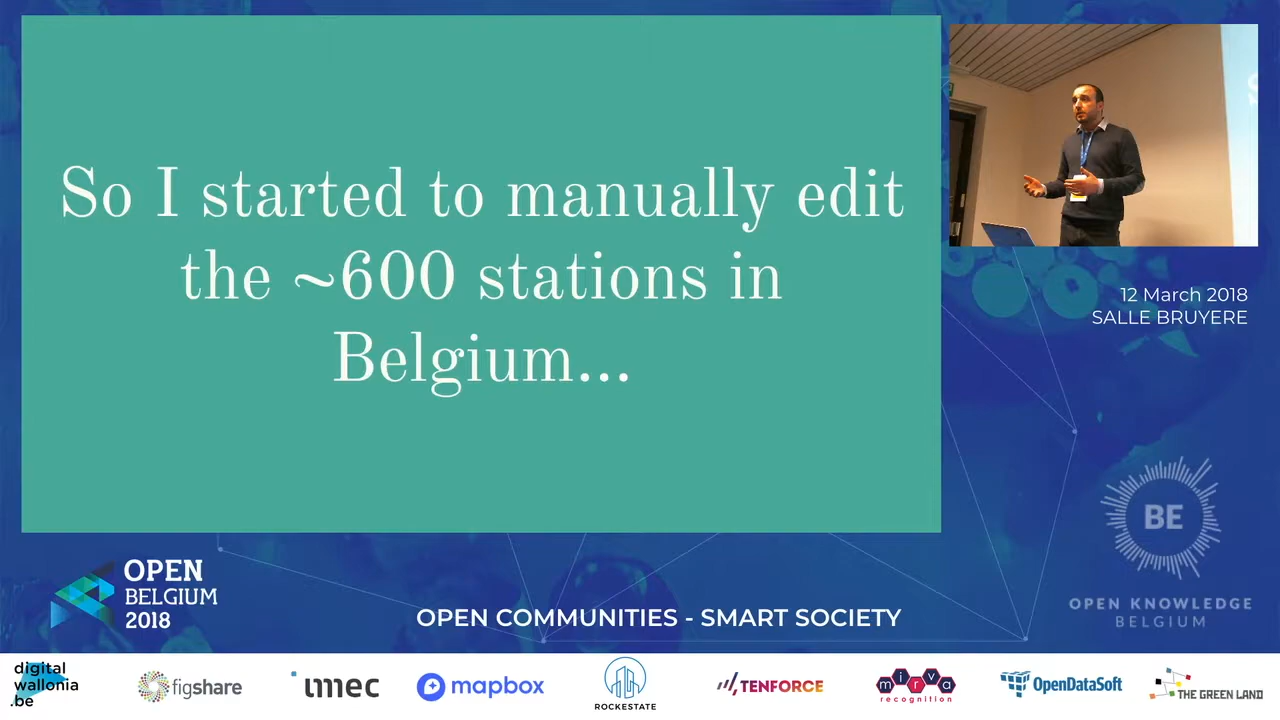 So I started to manually edit
the ~600 stations in
Belgium...
12 March 2018
SALLE BRUYERE
BE
OPEN KNOWLEDGE
BELGIUM
OPEN
BELGIUM
2018
OPEN COMMUNITIES - SMART SOCIETY
digital
wallonia
.be
figshare
imec
mapbox
ROCKESTATE
TENFORCE
mirva
recognition
OpenDataSoft
THE GREEN LAND